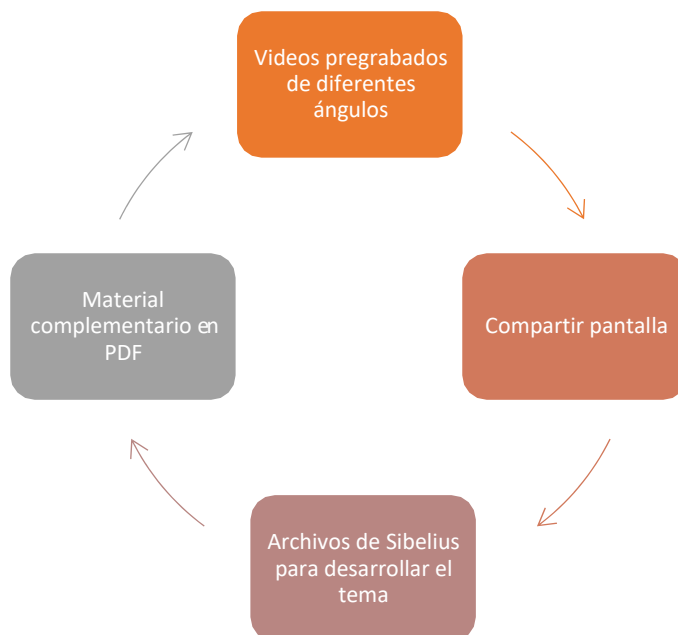 Videos pregrabados
de diferentes
ángulos
Compartir pantalla
Archivos de Sibelius
para desarrollar el
tema
Material
complementario en
PDF